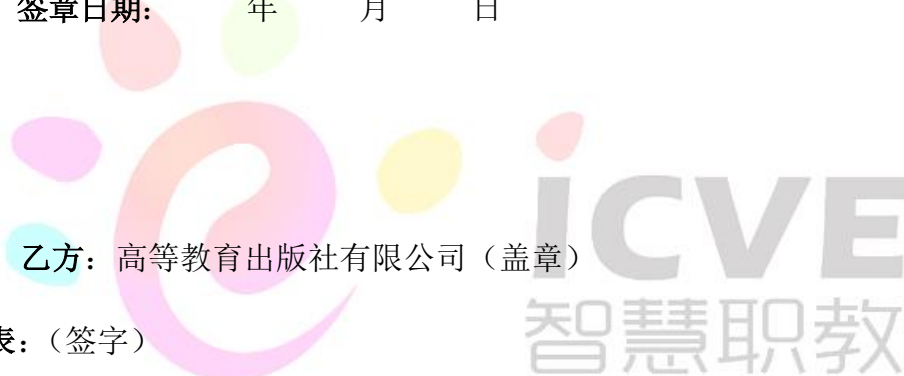 签章日期： 年 月 日
iCVE
乙方：高等教育出版社有限公司（盖章）
智慧职教
表：（签字）